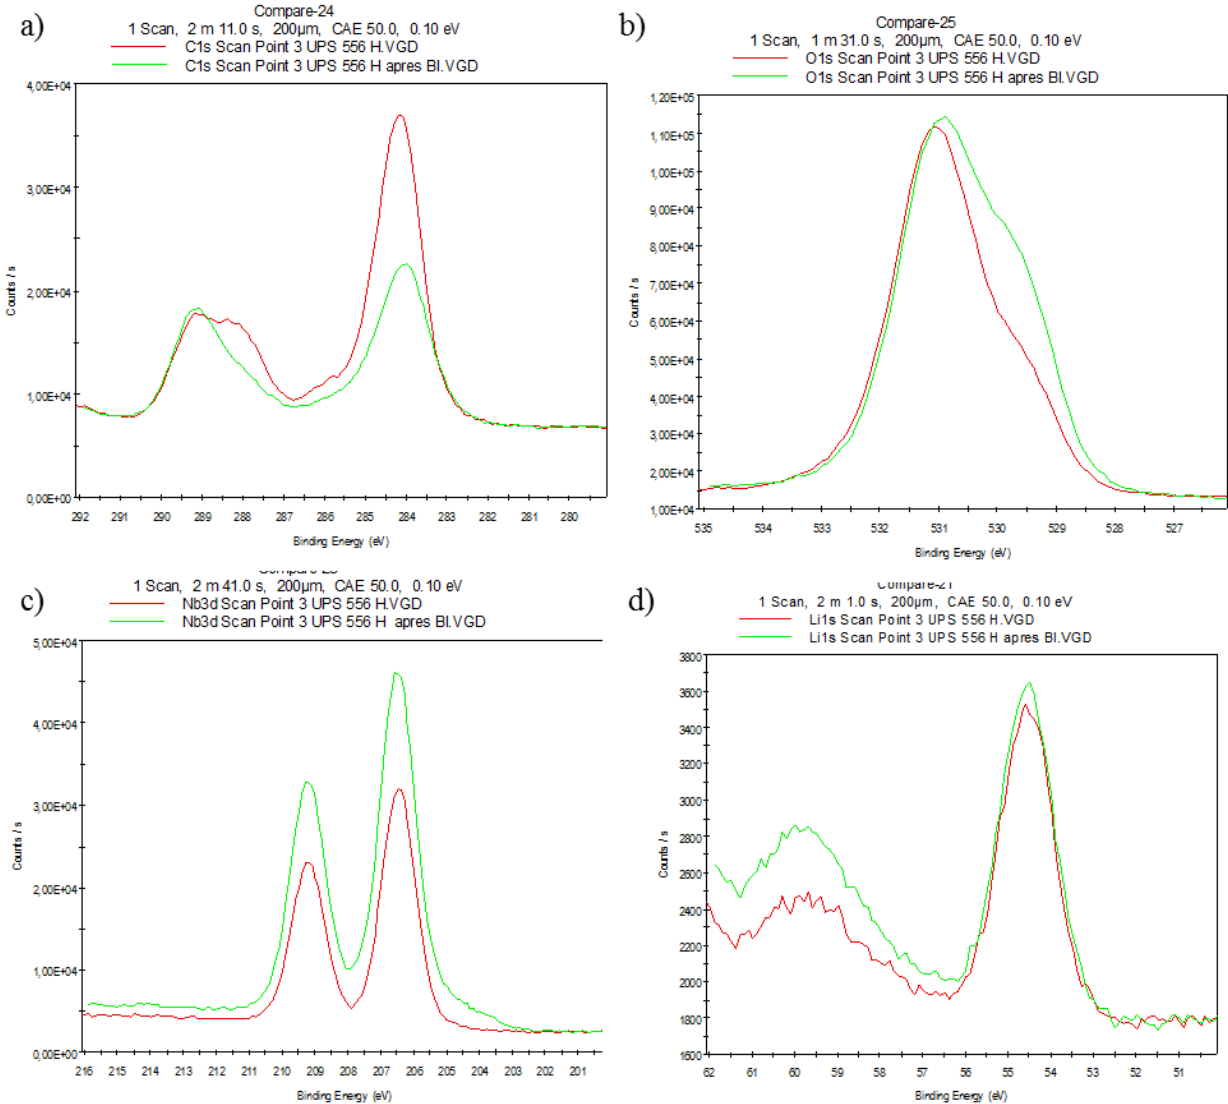 a)
Compare-24
1 Scan, 2 m 11.0 s, 200µm, CAE 50.0, 0.10 eV
C1s Scan Point 3 UPS 556 H.VGD
C1s Scan Point 3 UPS 556 H apres BI.VGD
4,00E+04
3,00E+04
2,00E+04
1,00E+04
0,00E+00
Counts / s
292 291 290 289 288 287 286 285 284 283 282 281 280
Binding Energy (eV)
b)
Compare-25
1 Scan, 1 m 31.0 s, 200µm, CAE 50.0, 0.10 eV
O1s Scan Point 3 UPS 556 H.VGD
O1s Scan Point 3 UPS 556 H apres BI.VGD
1,20E+05
1,10E+05
1,00E+05
9,00E+04
8,00E+04
7,00E+04
6,00E+04
5,00E+04
4,00E+04
3,00E+04
2,00E+04
1,00E+04
Counts / s
535 534 533 532 531 530 529 528 527
Binding Energy (eV)
c)
1 Scan, 2 m 41.0 s, 200µm, CAE 50.0, 0.10 eV
Nb3d Scan Point 3 UPS 556 H.VGD
Nb3d Scan Point 3 UPS 556 H apres BI.VGD
5,00E+04
4,00E+04
3,00E+04
2,00E+04
1,00E+04
0,00E+00
Counts / s
216 215 214 213 212 211 210 209 208 207 206 205 204 203 202 201
Binding Energy (eV)
d)
Compare-21
1 Scan, 2 m 1.0 s, 200µm, CAE 50.0, 0.10 eV
Li1s Scan Point 3 UPS 556 H.VGD
Li1s Scan Point 3 UPS 556 H apres BI.VGD
3800
3600
3400
3200
3000
2800
2600
2400
2200
2000
1800
1600
Counts / s
62 61 60 59 58 57 56 55 54 53 52 51
Binding Energy (eV)